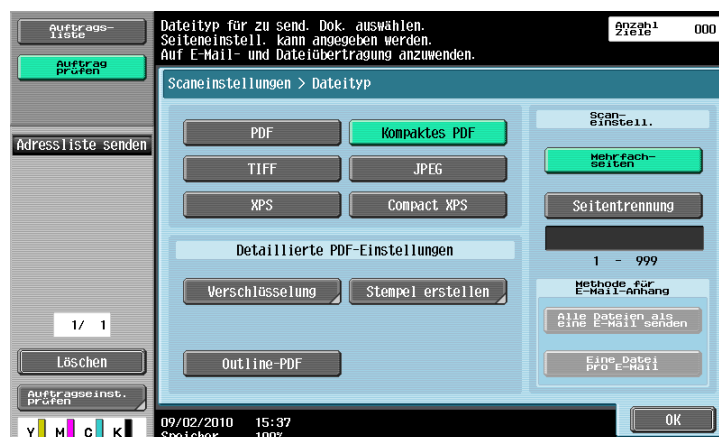 Auftrags-
liste
Auftrag
prüfen
Adressliste senden
1/ 1
Löschen
Auftragseinst.
prüfen
Y M C K
Dateityp für zu send. Dok. auswählen.
Seiteneinstell. kann angegeben werden.
Auf E-Mail- und Dateiübertragung anzuwenden.
Anzahl
Ziele 000
Scaneinstellungen > Dateityp
PDF Kompaktes PDF
TIFF JPEG
XPS Compact XPS
Detaillierte PDF-Einstellungen
Verschlüsselung Stempel erstellen
Outline-PDF
Scan-
einstell.
Mehrfach-
seiten
Seitentrennung
1 - 999
Methode für
E-Mail-Anhang
Alle Dateien als
eine E-Mail senden
Eine Datei
pro E-Mail
09/02/2010 15:37
Speicher 100%
OK